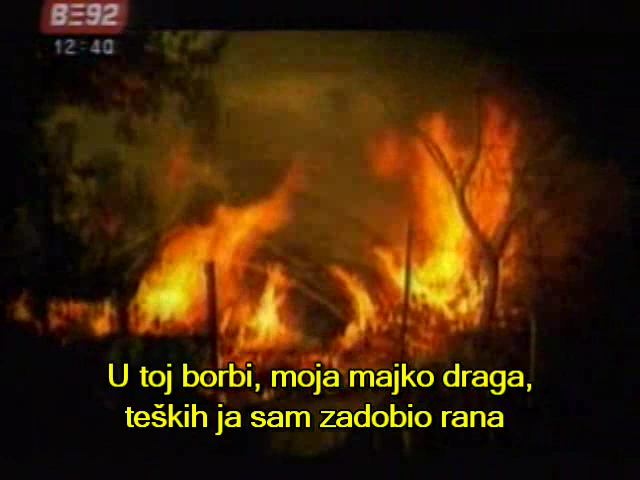 B92
12:40
U toj borbi, moja majko draga,
teških ja sam zadobio rana